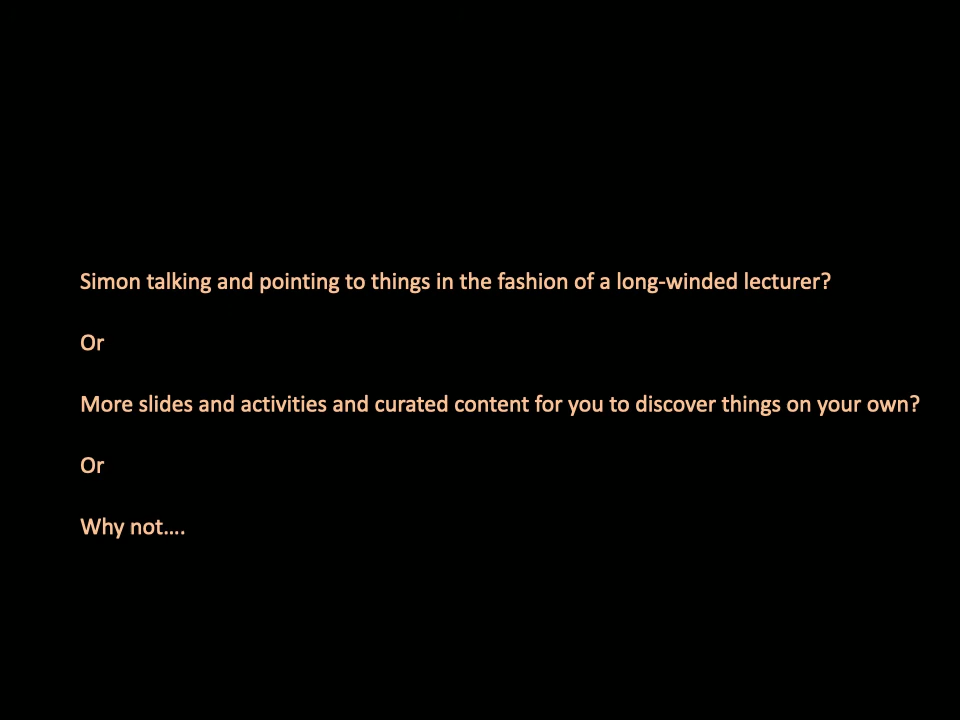 Simon talking and pointing to things in the fashion of a long-winded lecturer?
Or
More slides and activities and curated content for you to discover things on your own?
Or
Why not....